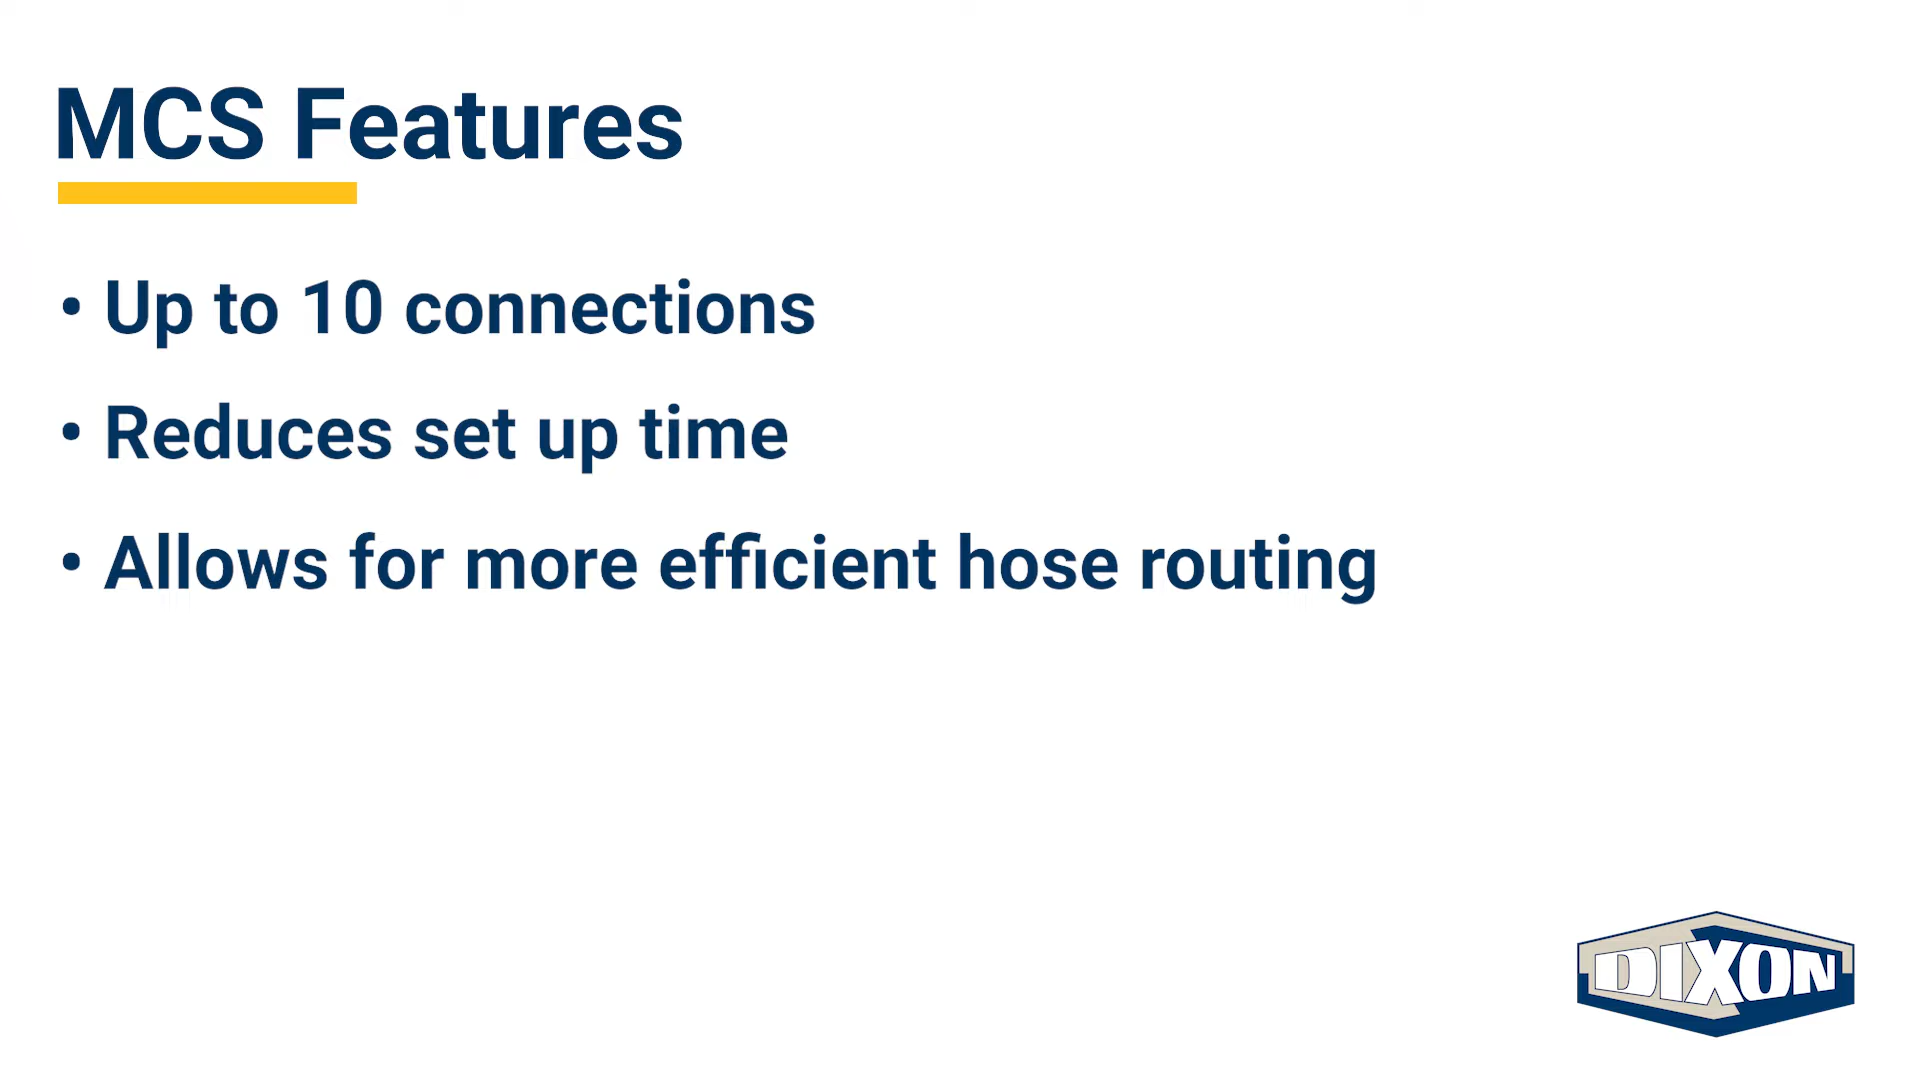 MCS Features
• Up to 10 connections
• Reduces set up time
• Allows for more efficient hose routing
DIXON